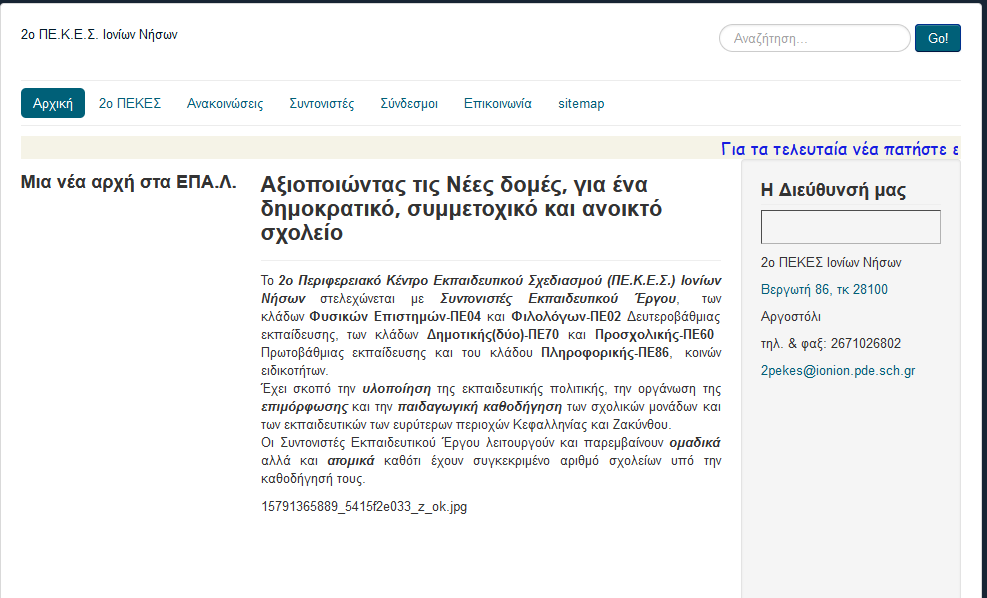 2ο ΠΕ.Κ.Ε.Σ. Ιονίων Νήσων
Αναζήτηση...
Go!
Αρχική
2ο ΠΕΚΕΣ
Ανακοινώσεις
Συντονιστές
Σύνδεσμοι
Επικοινωνία
sitemap
Για τα τελευταία νέα πατήστε ε
Μια νέα αρχή στα ΕΠΑ.Λ.
Αξιοποιώντας τις Νέες δομές, για ένα
δημοκρατικό, συμμετοχικό και ανοικτό
σχολείο
Το 2ο Περιφερειακό Κέντρο Εκπαιδευτικού Σχεδιασμού (ΠΕ.Κ.Ε.Σ.) Ιονίων
Νήσων στελεχώνεται με Συντονιστές Εκπαιδευτικού Έργου, των
κλάδων Φυσικών Επιστημών-ΠΕ04 και Φιλολόγων-ΠΕ02 Δευτεροβάθμιας
εκπαίδευσης, των κλάδων Δημοτικής(δύο)-ΠΕ70 και Προσχολικής-ΠΕ60
Πρωτοβάθμιας εκπαίδευσης και του κλάδου Πληροφορικής-ΠΕ86, κοινών
ειδικοτήτων.
Έχει σκοπό την υλοποίηση της εκπαιδευτικής πολιτικής, την οργάνωση της
επιμόρφωσης και την παιδαγωγική καθοδήγηση των σχολικών μονάδων και
των εκπαιδευτικών των ευρύτερων περιοχών Κεφαλληνίας και Ζακύνθου.
Οι Συντονιστές Εκπαιδευτικού Έργου λειτουργούν και παρεμβαίνουν ομαδικά
αλλά και ατομικά καθότι έχουν συγκεκριμένο αριθμό σχολείων υπό την
καθοδήγησή τους.
15791365889_5415f2e033_z_ok.jpg
Η Διεύθυνσή μας
2ο ΠΕΚΕΣ Ιονίων Νήσων
Βεργωτή 86, τκ 28100
Αργοστόλι
τηλ. & φαξ: 2671026802
2pekes@ionion.pde.sch.gr